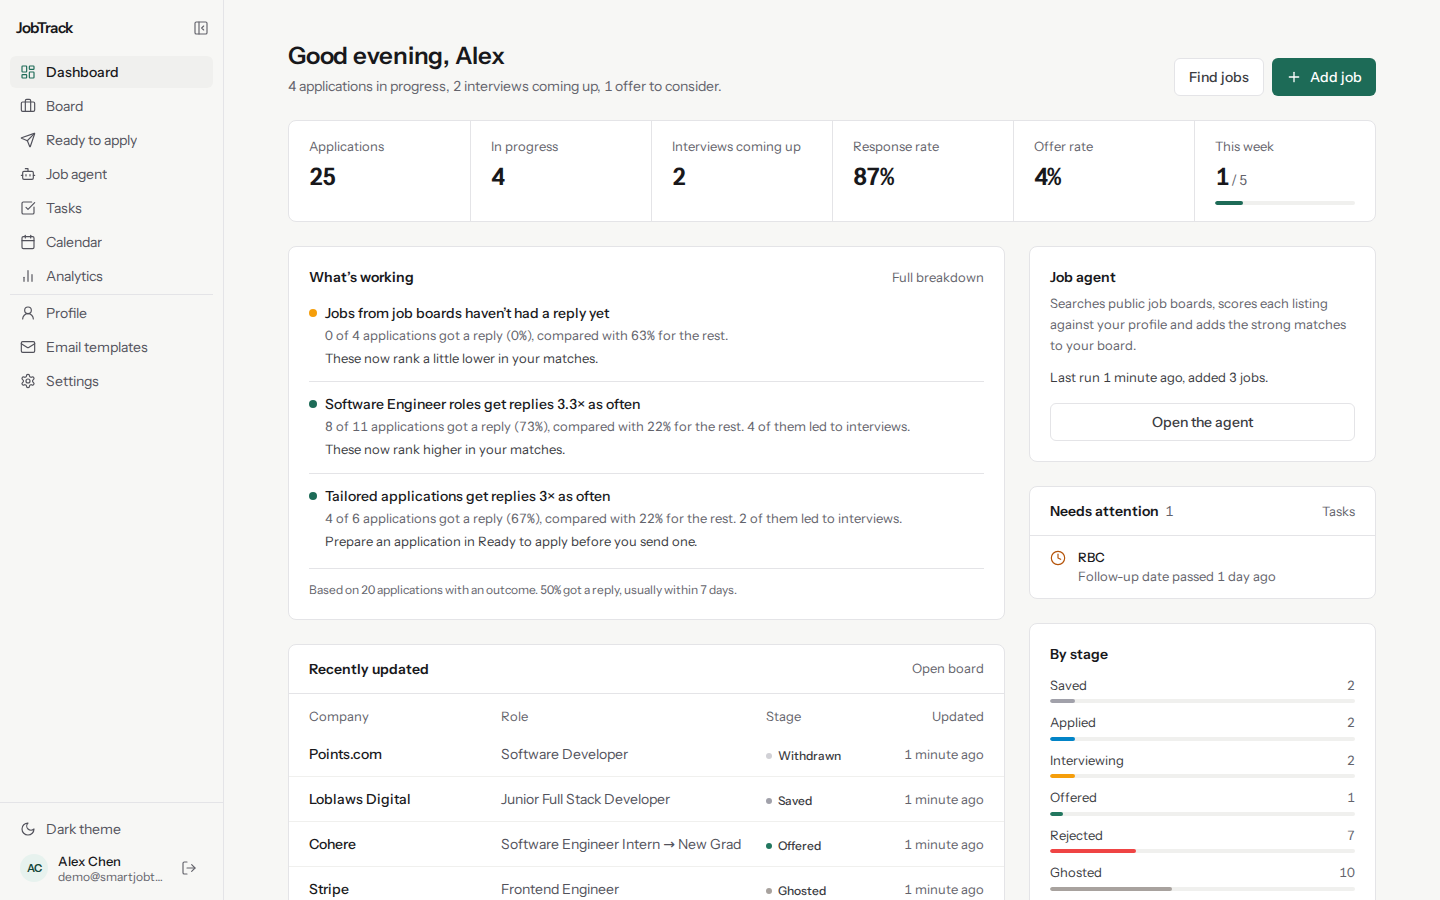 JobTrack
Dashboard
Board
Ready to apply
Job agent
Tasks
Calendar
Analytics
Profile
Email templates
Settings
Dark theme
AC
Alex Chen
demo@smartjobt...
Good evening, Alex
4 applications in progress, 2 interviews coming up, 1 offer to consider.
Find jobs
Add job
Applications
25
In progress
4
Interviews coming up
2
Response rate
87%
Offer rate
4%
This week
1 / 5
What's working
Full breakdown
Jobs from job boards haven't had a reply yet
0 of 4 applications got a reply (0%), compared with 63% for the rest.
These now rank a little lower in your matches.
Software Engineer roles get replies 3.3× as often
8 of 11 applications got a reply (73%), compared with 22% for the rest. 4 of them led to interviews.
These now rank higher in your matches.
Tailored applications get replies 3× as often
4 of 6 applications got a reply (67%), compared with 22% for the rest. 2 of them led to interviews.
Prepare an application in Ready to apply before you send one.
Based on 20 applications with an outcome. 50% got a reply, usually within 7 days.
Recently updated
Open board
Company Role Stage Updated
Points.com Software Developer Withdrawn 1 minute ago
Loblaws Digital Junior Full Stack Developer Saved 1 minute ago
Cohere Software Engineer Intern → New Grad Offered 1 minute ago
Stripe Frontend Engineer Ghosted 1 minute ago
Job agent
Searches public job boards, scores each listing
against your profile and adds the strong matches
to your board.
Last run 1 minute ago, added 3 jobs.
Open the agent
Needs attention 1
Tasks
RBC
Follow-up date passed 1 day ago
By stage
Saved 2
Applied 2
Interviewing 2
Offered 1
Rejected 7
Ghosted 10